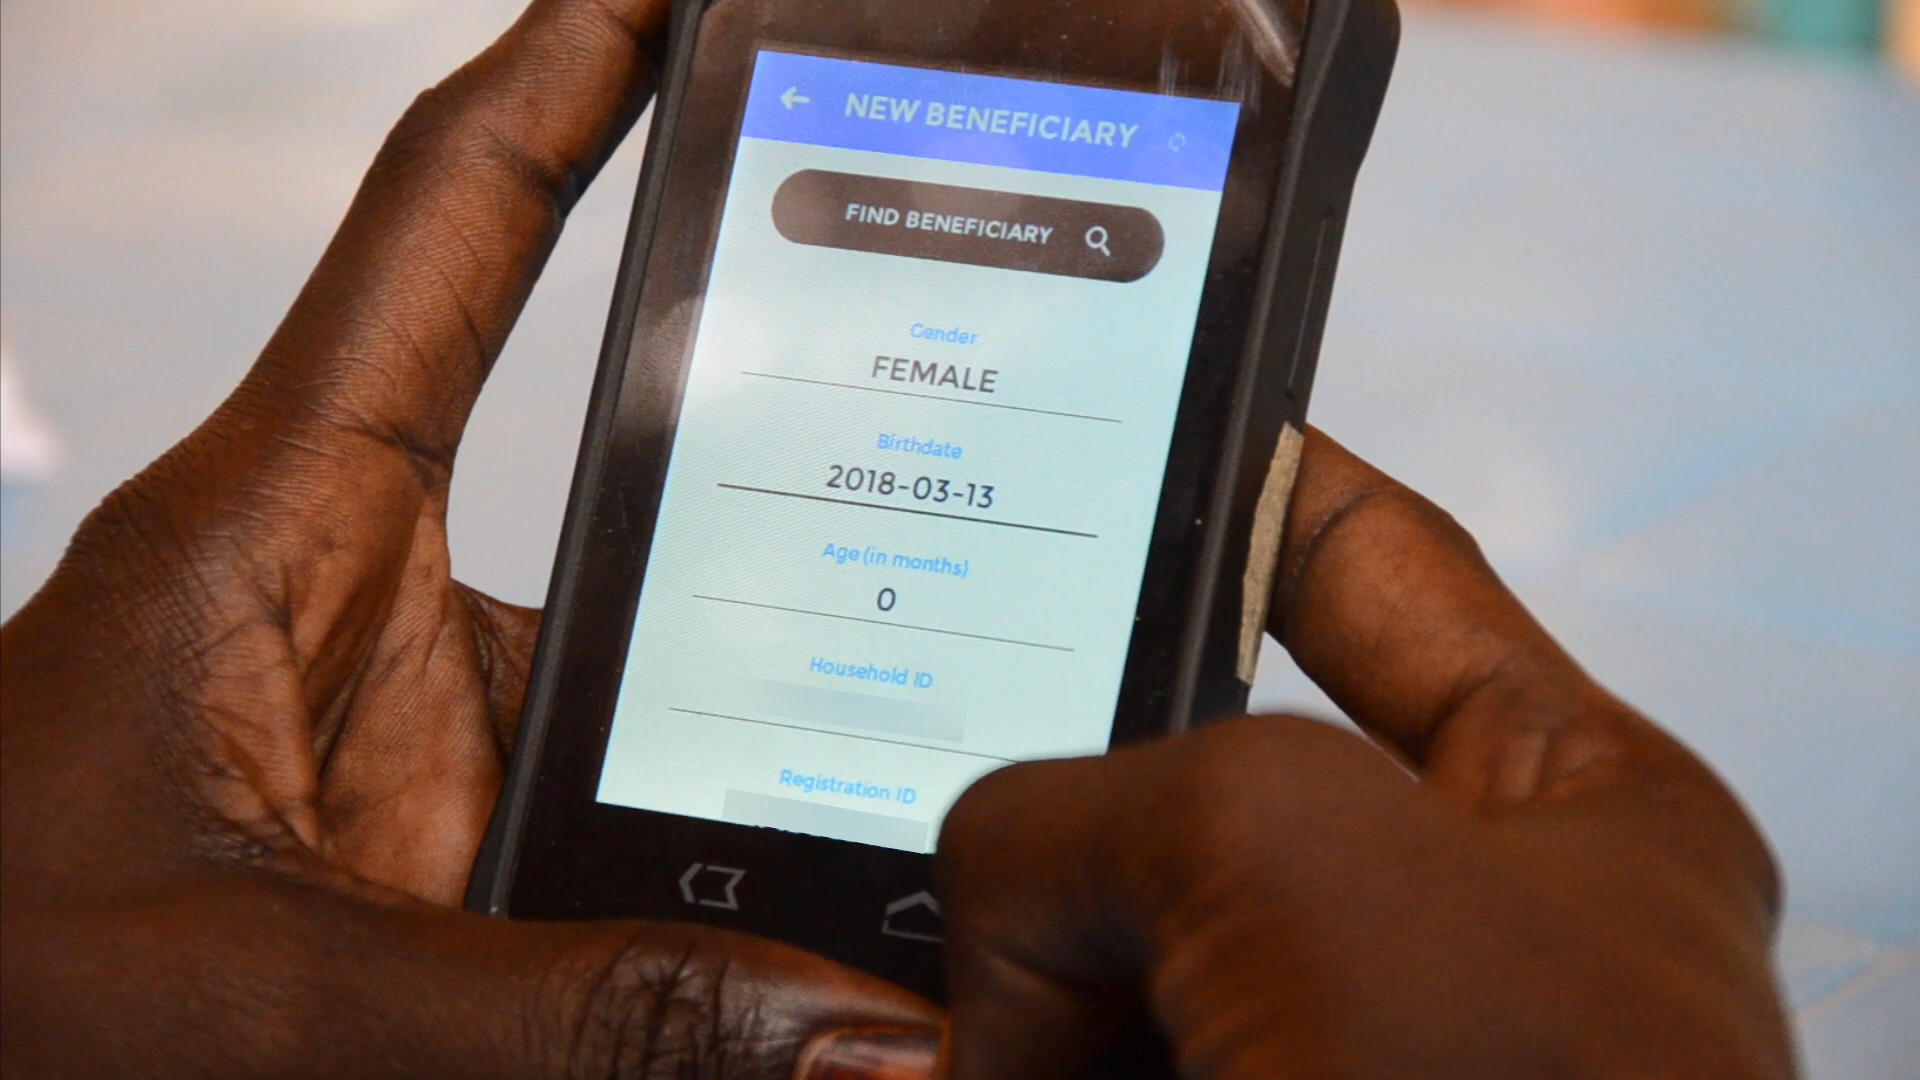 NEW BENEFICIARY
FIND BENEFICIARY
Gender
FEMALE
Birthdate
2018-03-13
Age (in months)
0
Household ID
Registration ID